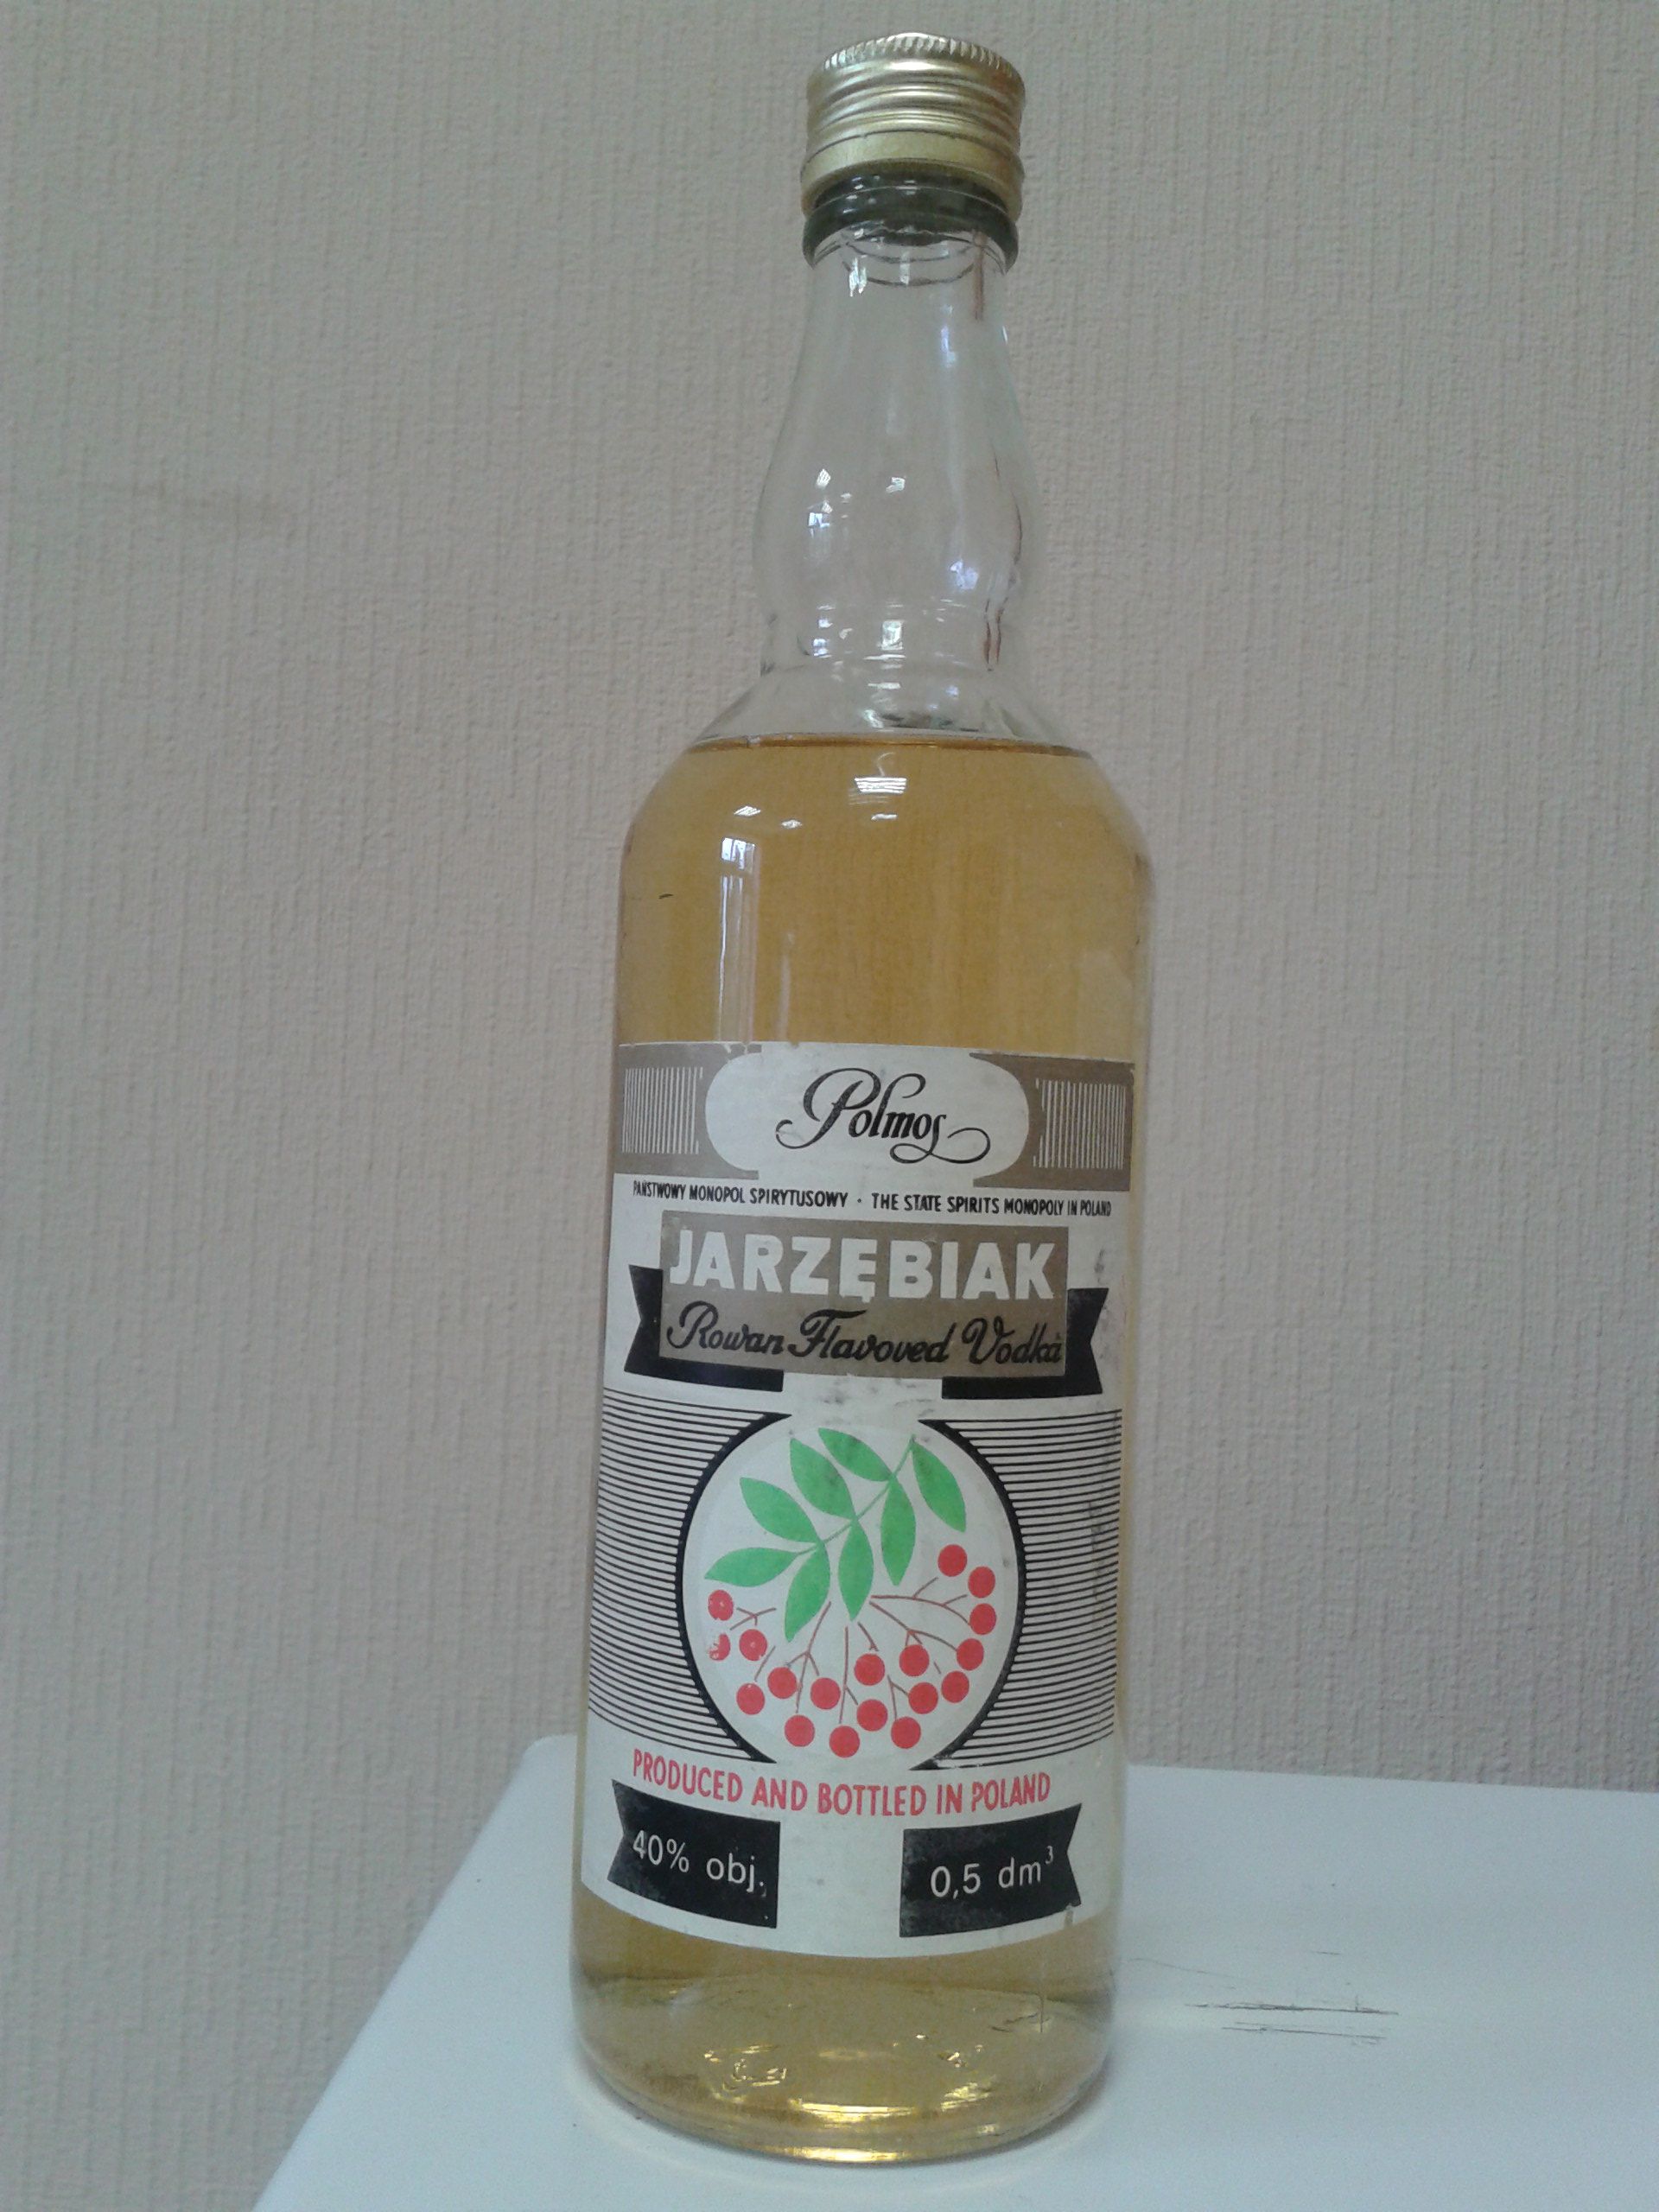 Polmos
PAŃSTWOWY MONOPOL SPIRYTUSOWY · THE STATE SPIRITS MONOPOLY IN POLAND
JARZĘBIAK
Rowan Flavoured Vodka
PRODUCED AND BOTTLED IN POLAND
40% obj.
0,5 dm³